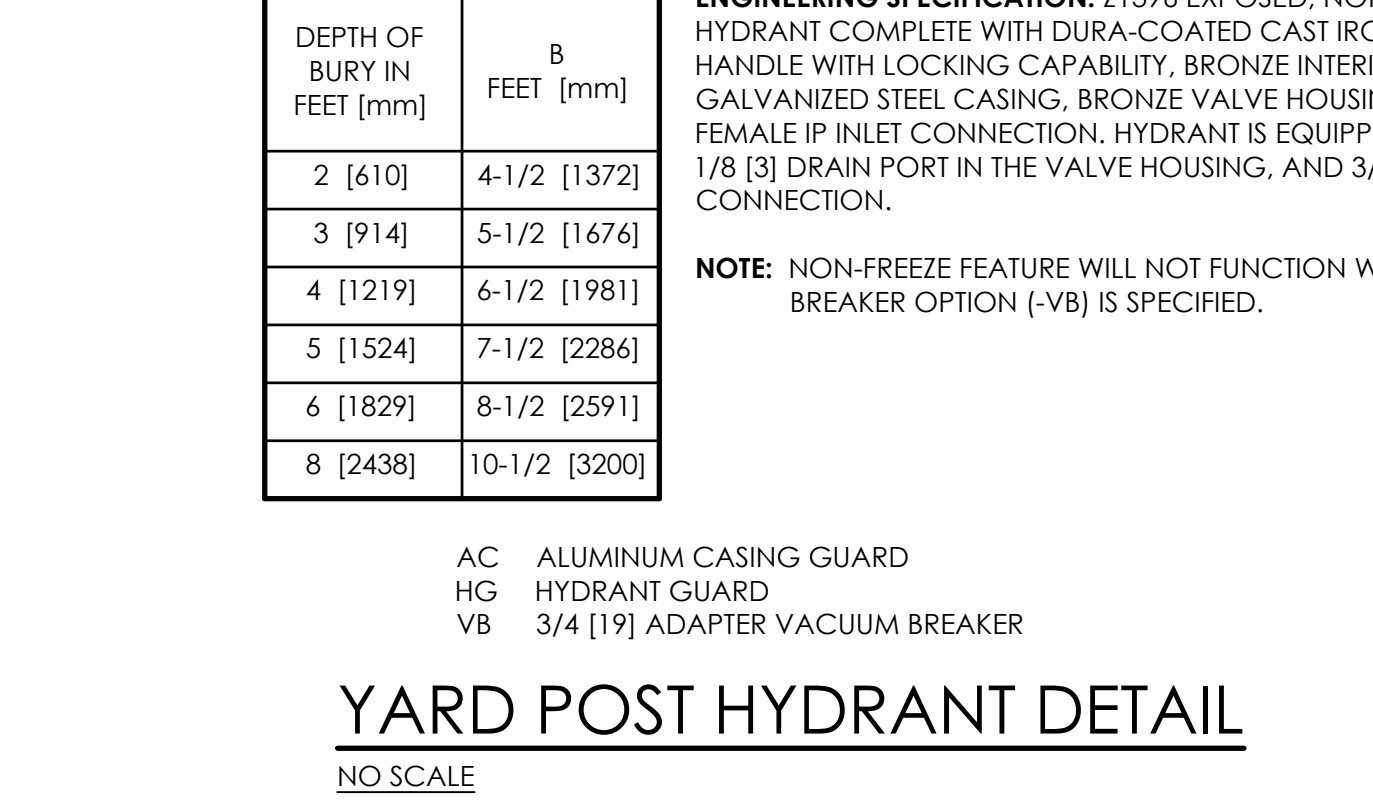 DEPTH OF
BURY IN
FEET [mm]
B
FEET [mm]
2 [610] 4-1/2 [1372]
3 [914] 5-1/2 [1676]
4 [1219] 6-1/2 [1981]
5 [1524] 7-1/2 [2286]
6 [1829] 8-1/2 [2591]
8 [2438] 10-1/2 [3200]
ENGINEERING SPECIFICATION: Z1396 EXPOSED,
HYDRANT COMPLETE WITH DURA-COATED CAST
HANDLE WITH LOCKING CAPABILITY, BRONZE
GALVANIZED STEEL CASING, BRONZE VALVE
FEMALE IP INLET CONNECTION. HYDRANT IS
1/8 [3] DRAIN PORT IN THE VALVE HOUSING, AND
CONNECTION.
NOTE: NON-FREEZE FEATURE WILL NOT FUNCTION
BREAKER OPTION (-VB) IS SPECIFIED.
AC ALUMINUM CASING GUARD
HG HYDRANT GUARD
VB 3/4 [19] ADAPTER VACUUM BREAKER
YARD POST HYDRANT DETAIL
NO SCALE